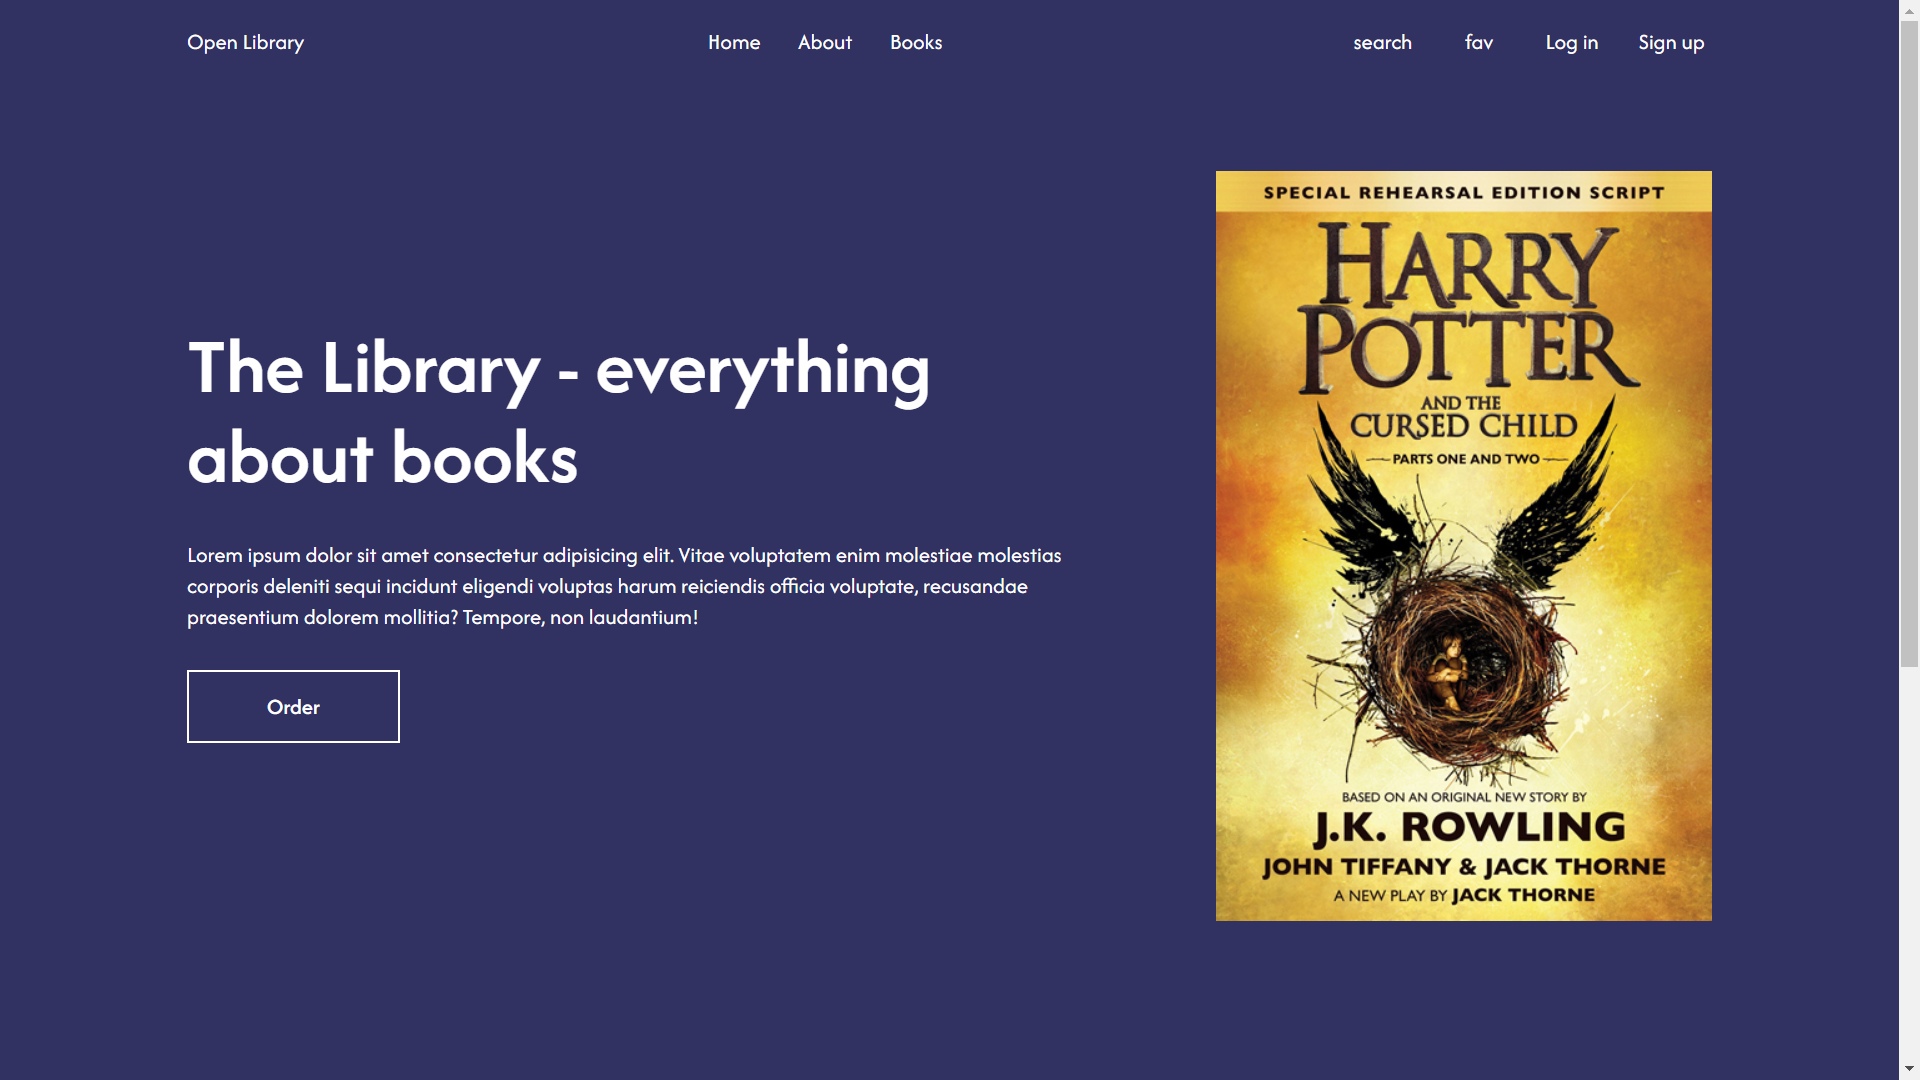 Open Library
Home About Books
search fav Log in Sign up
The Library - everything
about books
Lorem ipsum dolor sit amet consectetur adipisicing elit. Vitae voluptatem enim molestiae molestias
corporis deleniti sequi incidunt eligendi voluptas harum reiciendis officia voluptate, recusandae
praesentium dolorem mollitia? Tempore, non laudantium!
Order
SPECIAL REHEARSAL EDITION SCRIPT
HARRY
POTTER
AND THE
CURSED CHILD
PARTS ONE AND TWO
BASED ON AN ORIGINAL NEW STORY BY
J.K. ROWLING
JOHN TIFFANY & JACK THORNE
A NEW PLAY BY JACK THORNE